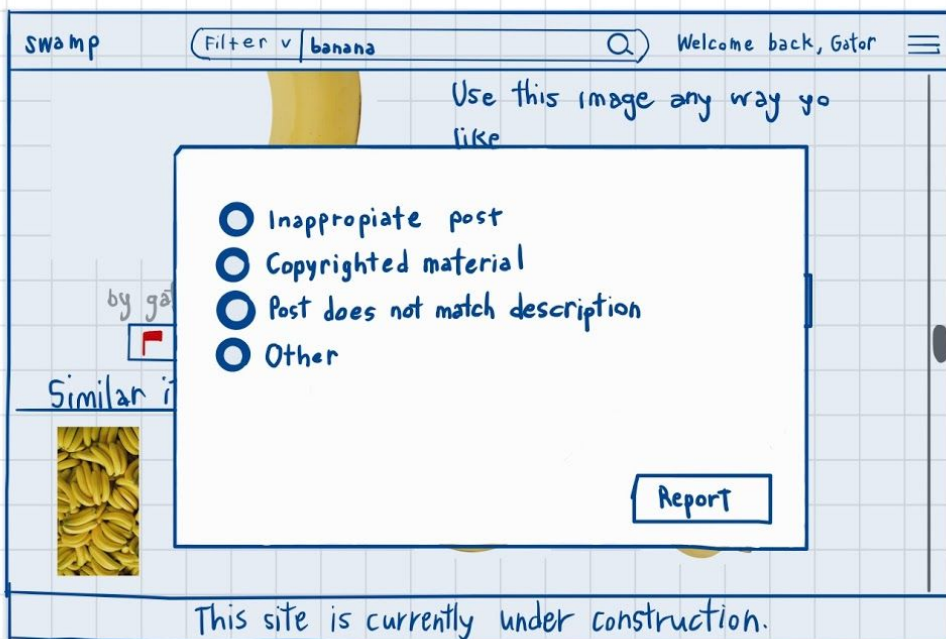 swamp
Filter v banana
Welcome back, Gator
Use this image any way yo
like
Inappropiate post
Copyrighted material
Post does not match description
Other
by gat
Similar i
Report
This site is currently under construction.